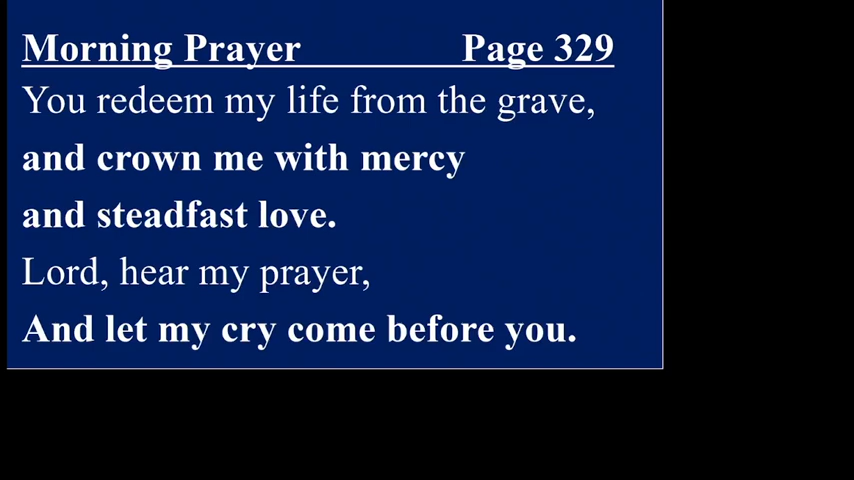 Morning Prayer Page 329
You redeem my life from the grave,
and crown me with mercy
and steadfast love.
Lord, hear my prayer,
And let my cry come before you.